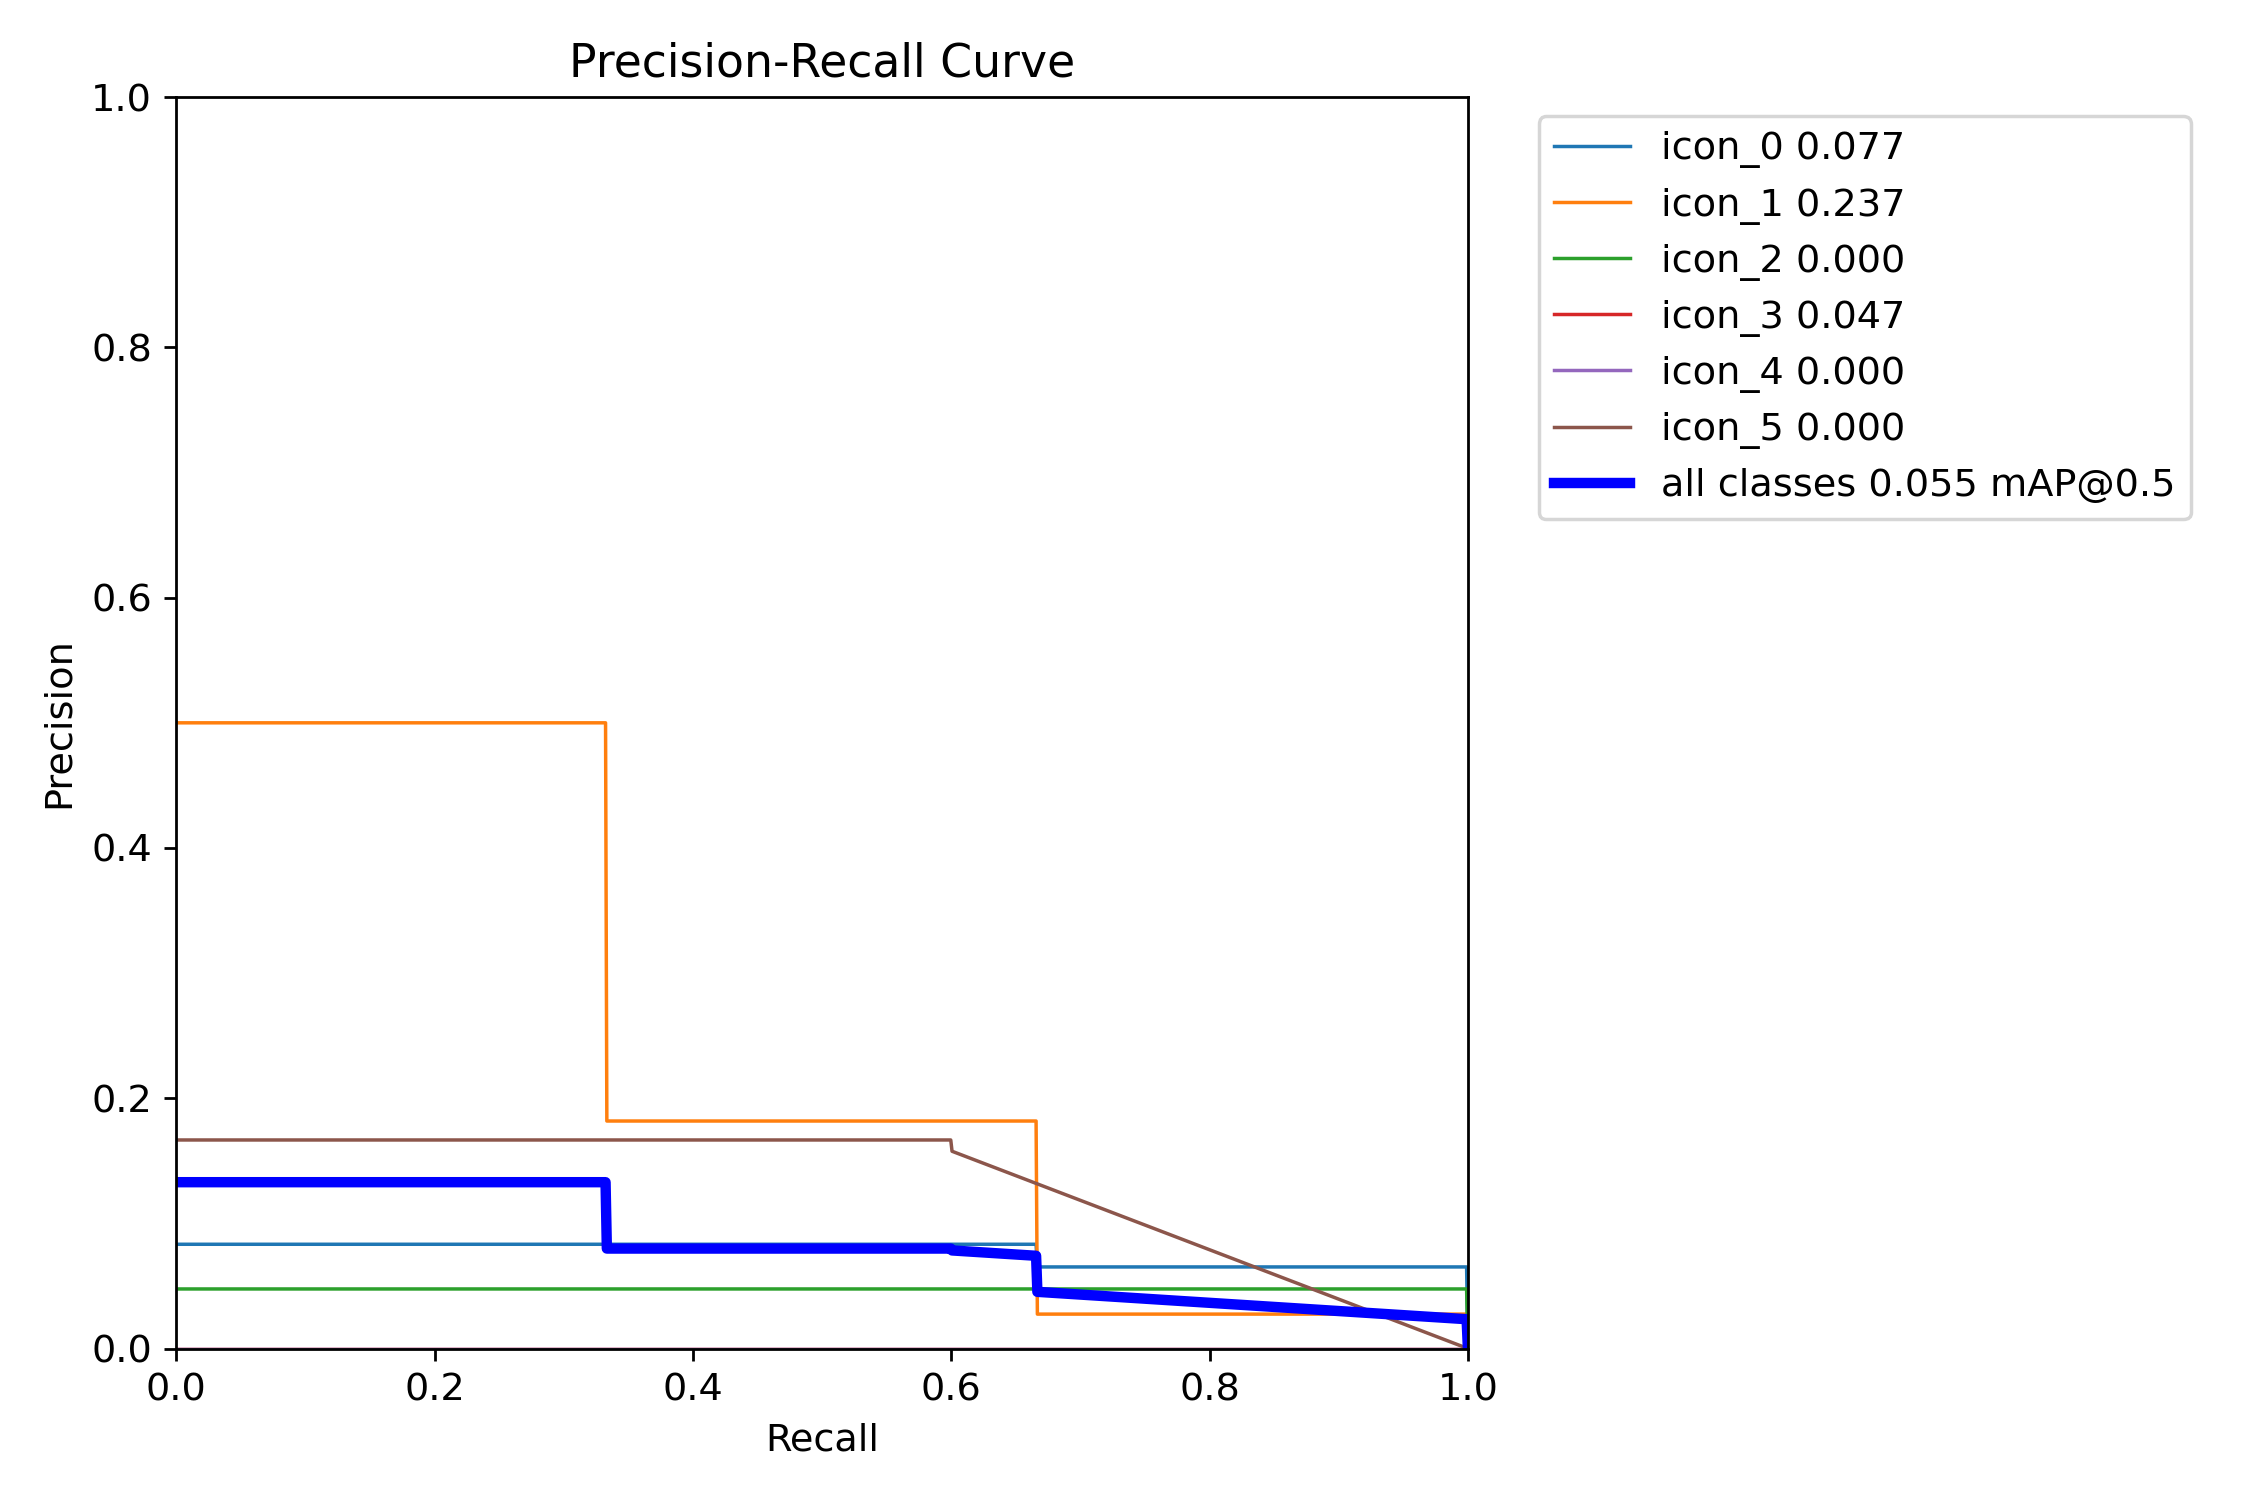 Precision-Recall Curve
1.0
0.8
0.6
0.4
0.2
0.0
Precision
0.0 0.2 0.4 0.6 0.8 1.0
Recall
icon_0 0.077
icon_1 0.237
icon_2 0.000
icon_3 0.047
icon_4 0.000
icon_5 0.000
all classes 0.055 mAP@0.5